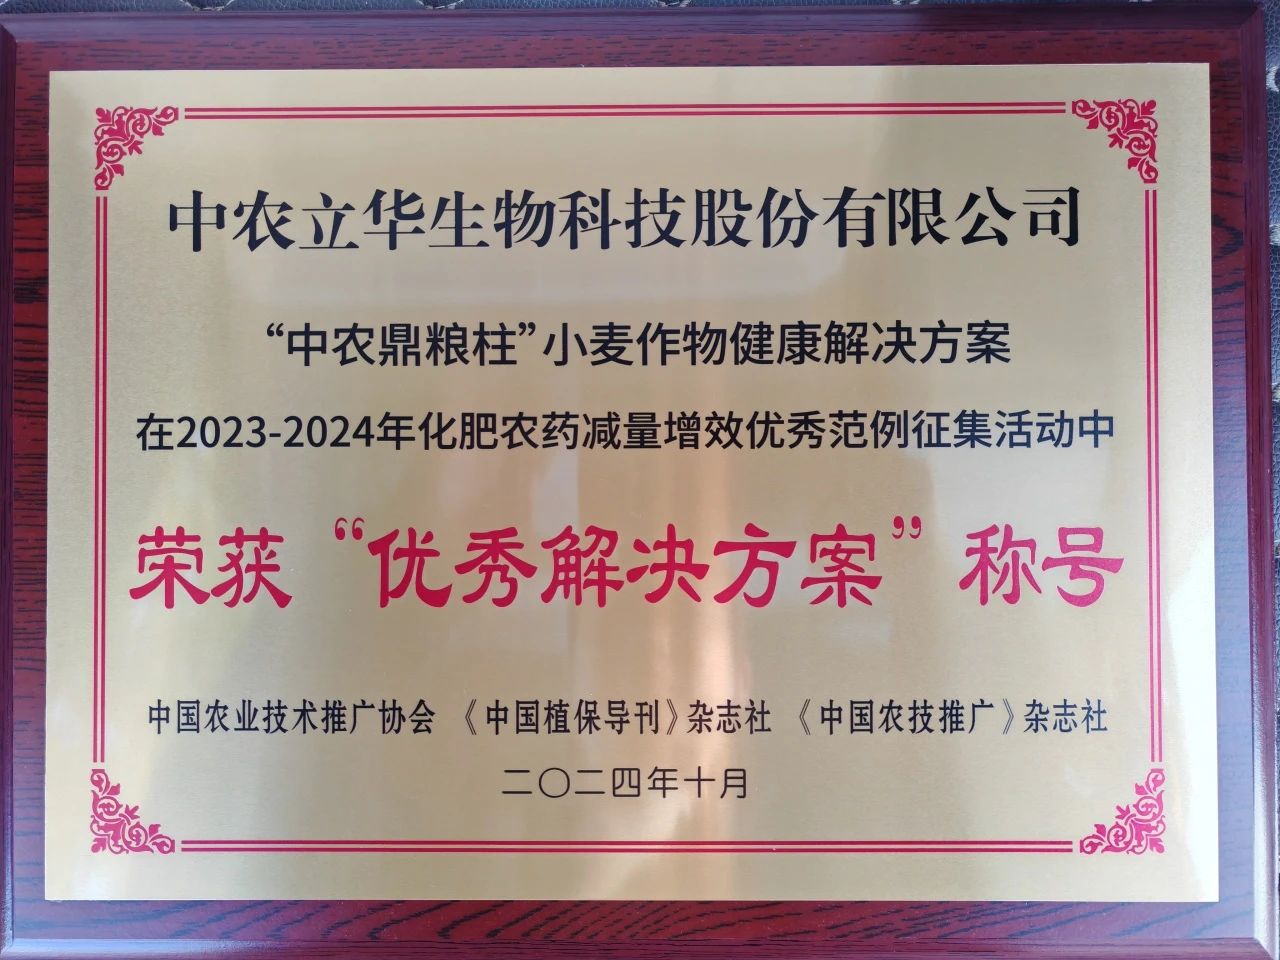 中农立华生物科技股份有限公司
“中农鼎粮柱”小麦作物健康解决方案
在2023-2024年化肥农药减量增效优秀范例征集活动中
荣获“优秀解决方案”称号
中国农业技术推广协会 《中国植保导刊》杂志社 《中国农技推广》杂志社
二〇二四年十月